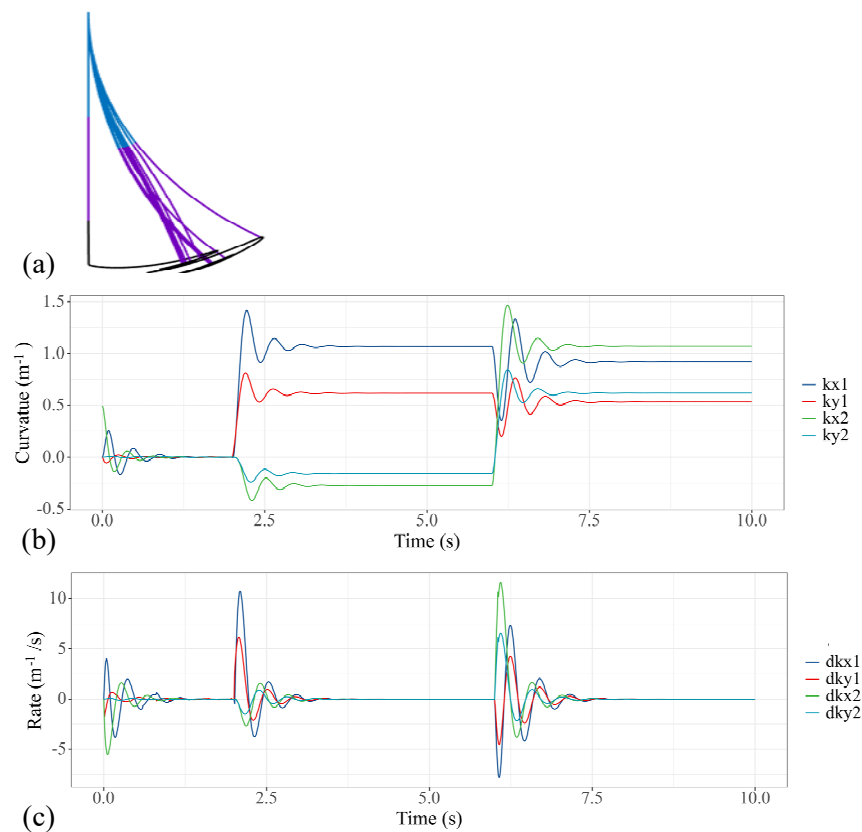 (a)
1.5
1.0
0.5
0.0
-0.5
Curvatue (m⁻¹ )
0.0 2.5 5.0 7.5 10.0
Time (s)
kx1
ky1
kx2
ky2
(b)
10
5
0
-5
Rate (m⁻¹ /s)
0.0 2.5 5.0 7.5 10.0
Time (s)
dkx1
dky1
dkx2
dky2
(c)